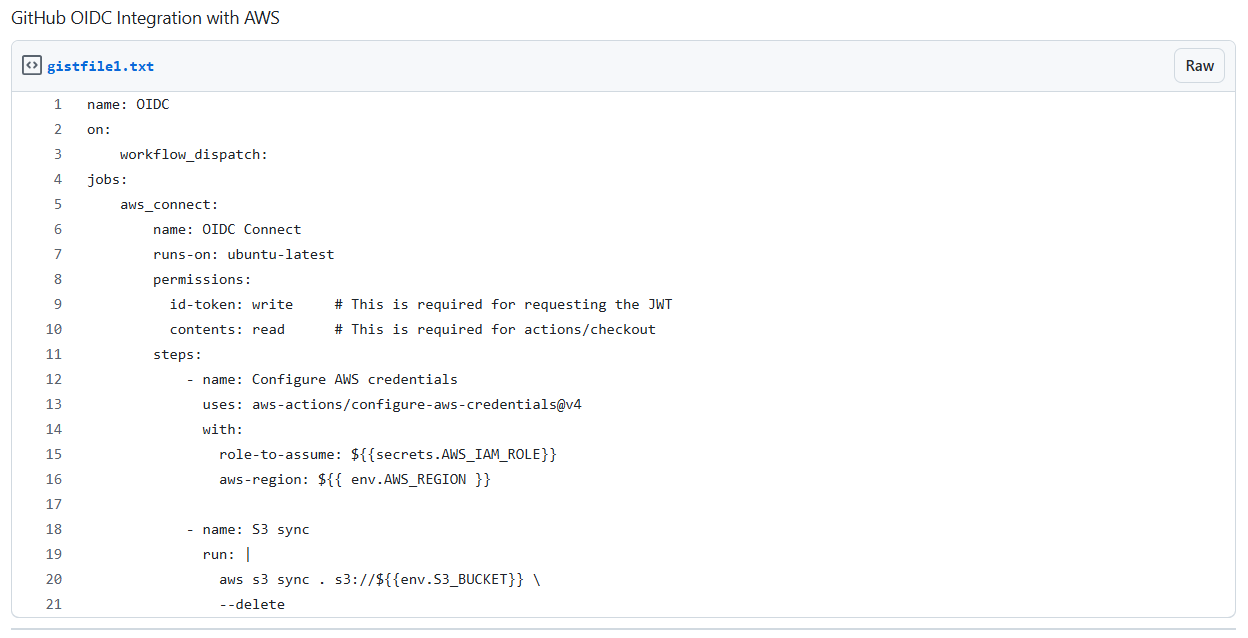 GitHub OIDC Integration with AWS
gistfile1.txt
Raw
1 name: OIDC
2 on:
3     workflow_dispatch:
4 jobs:
5     aws_connect:
6         name: OIDC Connect
7         runs-on: ubuntu-latest
8         permissions:
9           id-token: write     # This is required for requesting the JWT
10           contents: read      # This is required for actions/checkout
11         steps:
12             - name: Configure AWS credentials
13               uses: aws-actions/configure-aws-credentials@v4
14               with:
15                 role-to-assume: ${{secrets.AWS_IAM_ROLE}}
16                 aws-region: ${{ env.AWS_REGION }}
17
18             - name: S3 sync
19               run: |
20                 aws s3 sync . s3://${{env.S3_BUCKET}} \
21                 --delete